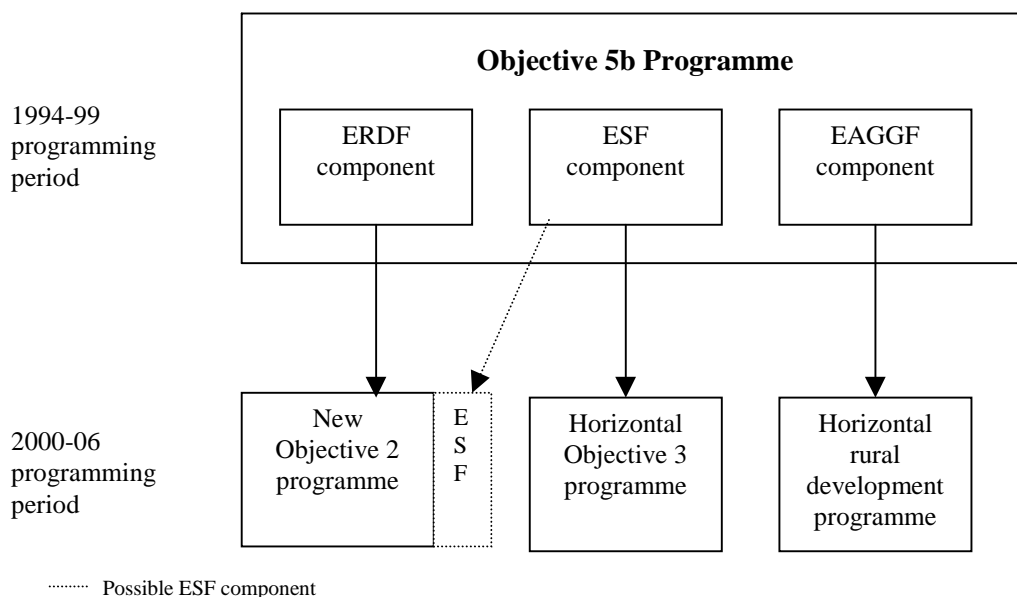 Objective 5b Programme
1994-99
programming
period
ERDF
component
ESF
component
EAGGF
component
2000-06
programming
period
New
Objective 2
programme
E
S
F
Horizontal
Objective 3
programme
Horizontal
rural
development
programme
Possible ESF component